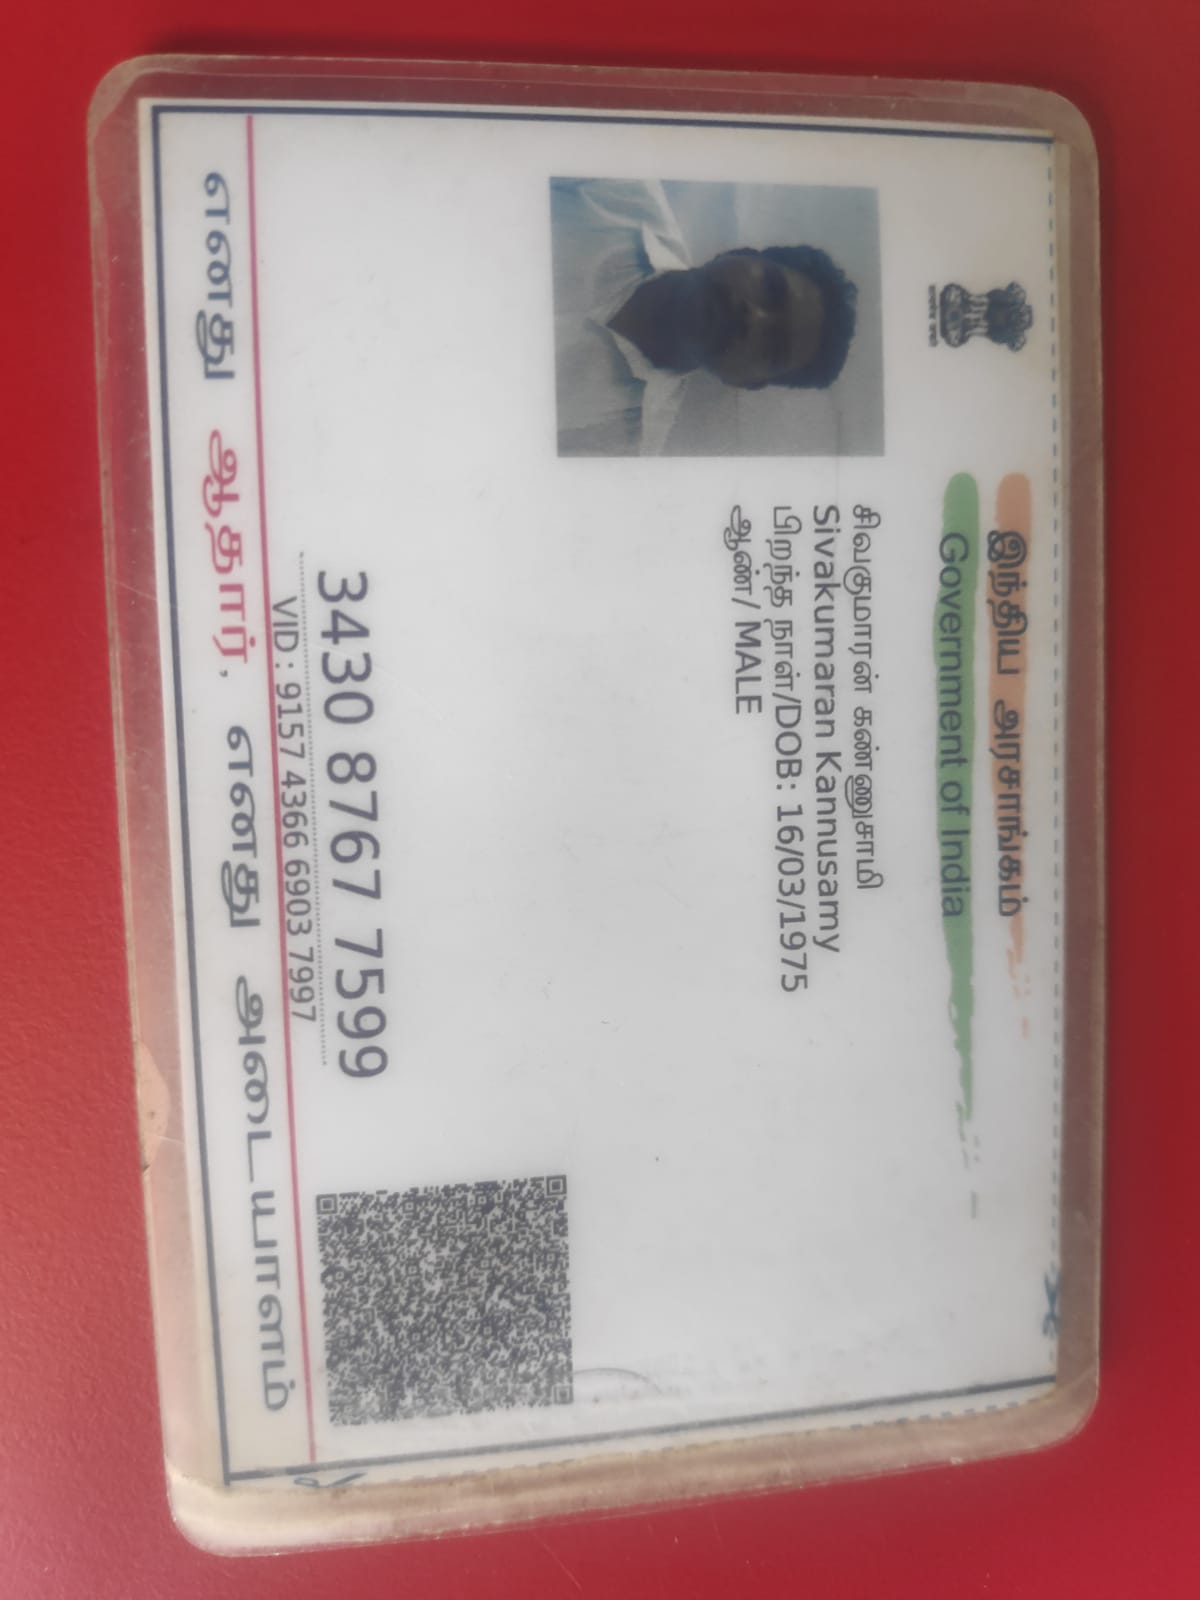 இந்திய அரசாங்கம்
Government of India
சிவகுமாரன் கண்ணுசாமி
Sivakumaran Kannusamy
பிறந்த நாள்/DOB: 16/03/1975
ஆண்/ MALE
3430 8767 7599
VID : 9157 4366 6903 7997
எனது ஆதார், எனது அடையாளம்